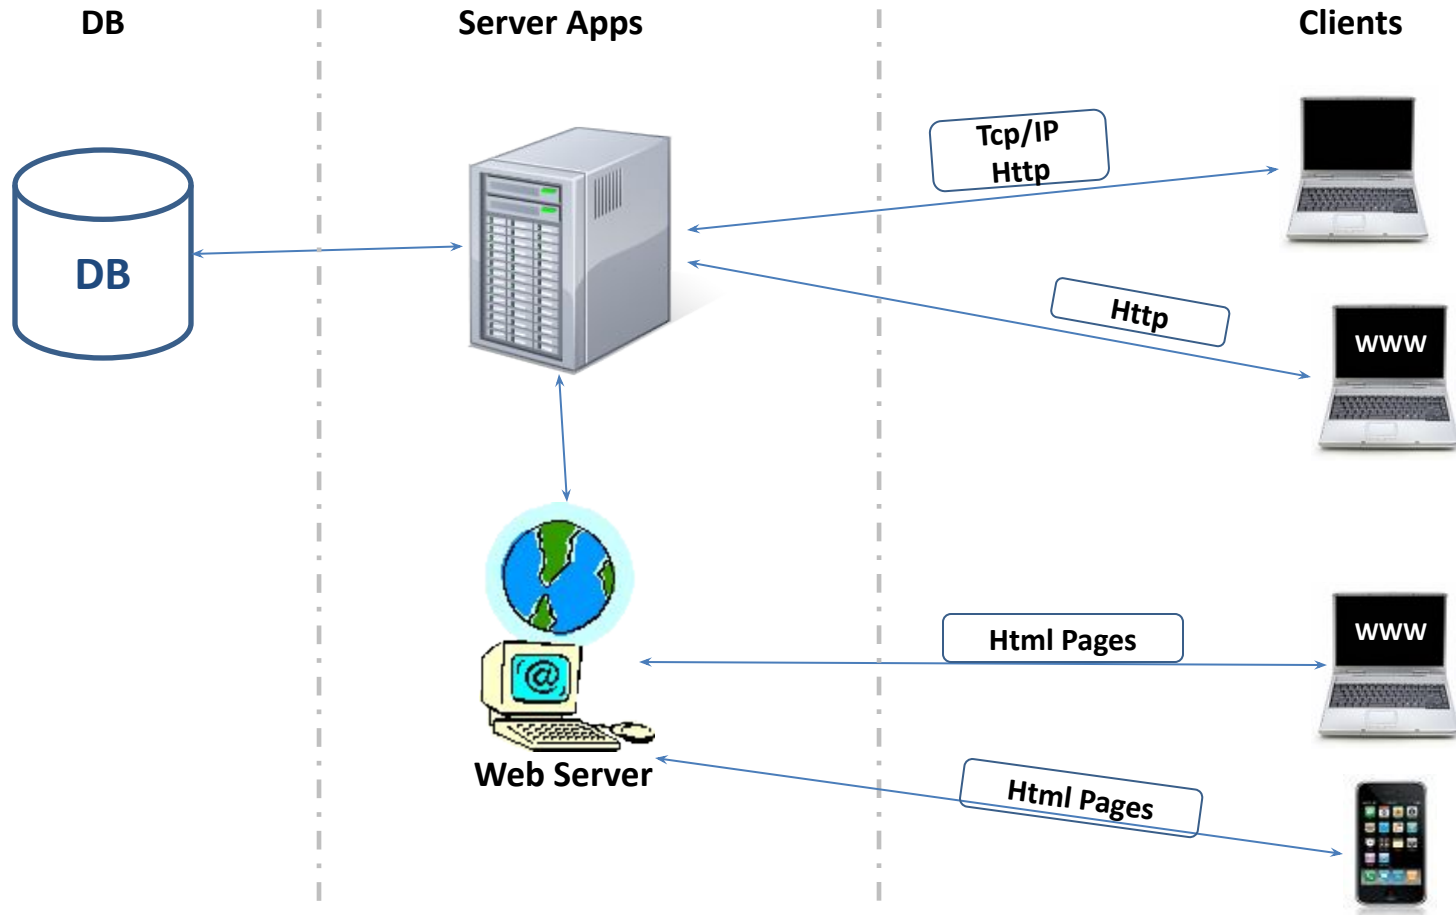 DB
Server Apps
Clients
Tcp/IP
Http
DB
Http
WWW
Html Pages
WWW
@
Web Server
Html Pages